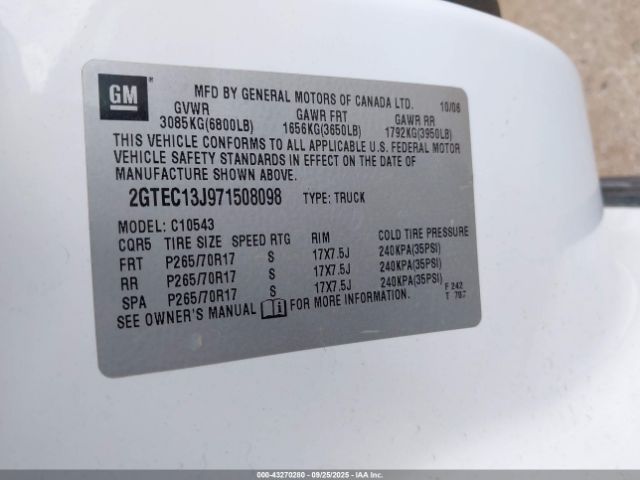 GM
MFD BY GENERAL MOTORS OF CANADA LTD. 10/06
GVWR GAWR FRT GAWR RR
3085KG(6800LB) 1656KG(3650LB) 1792KG(3950LB)
THIS VEHICLE CONFORMS TO ALL APPLICABLE U.S. FEDERAL MOTOR
VEHICLE SAFETY STANDARDS IN EFFECT ON THE DATE OF
MANUFACTURE SHOWN ABOVE.
2GTEC13J971508098 TYPE: TRUCK
MODEL: C10543
CQR5 TIRE SIZE SPEED RTG RIM COLD TIRE PRESSURE
FRT P265/70R17 S 17X7.5J 240KPA(35PSI)
RR P265/70R17 S 17X7.5J 240KPA(35PSI)
SPA P265/70R17 S 17X7.5J 240KPA(35PSI)
SEE OWNER'S MANUAL FOR MORE INFORMATION.
F 242
T 707
000-43270280 - 09/25/2025 - IAA Inc.